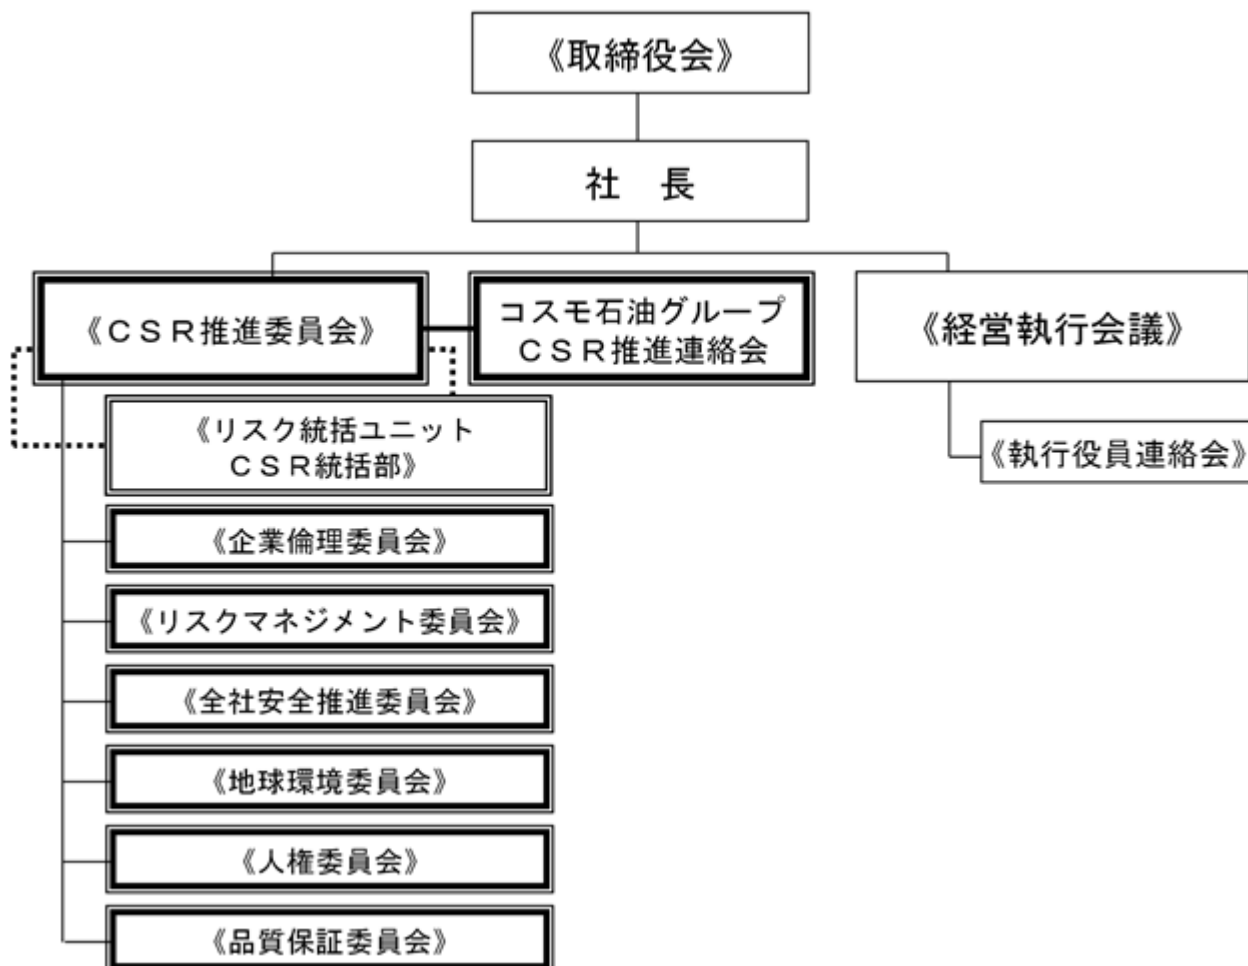 《取締役会》
社　長
《ＣＳＲ推進委員会》
コスモ石油グループ
ＣＳＲ推進連絡会
《経営執行会議》
《リスク統括ユニット
ＣＳＲ統括部》
《執行役員連絡会》
《企業倫理委員会》
《リスクマネジメント委員会》
《全社安全推進委員会》
《地球環境委員会》
《人権委員会》
《品質保証委員会》